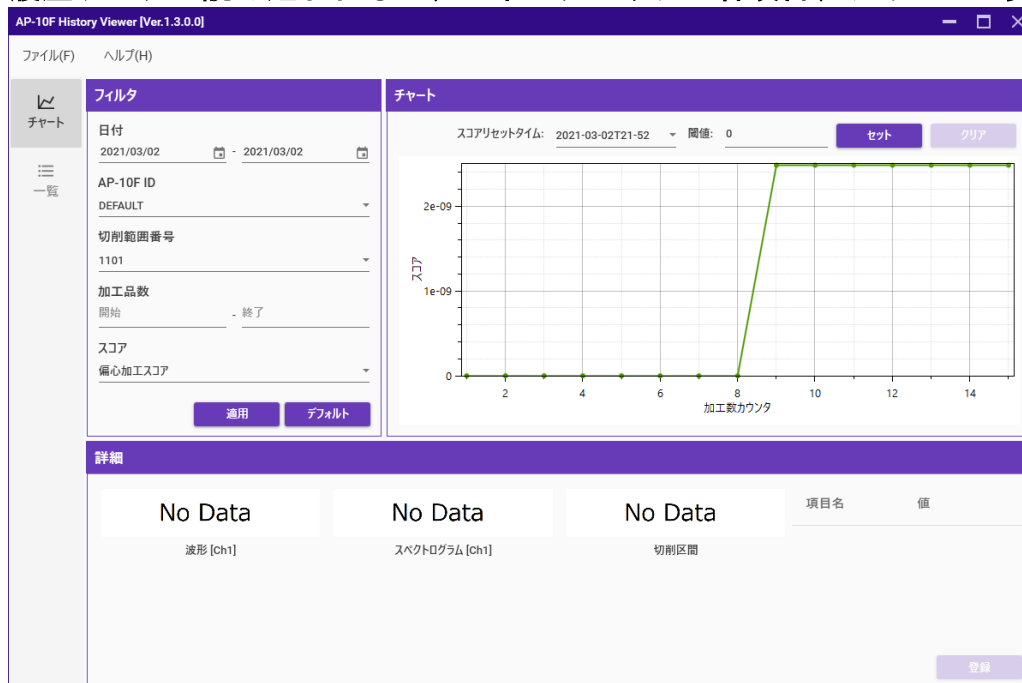 AP-10F History Viewer [Ver.1.3.0.0]
ファイル(F) ヘルプ(H)
チャート
一覧
フィルタ
日付
2021/03/02 - 2021/03/02
AP-10F ID
DEFAULT
切削範囲番号
1101
加工品数
開始 - 終了
スコア
偏心加工スコア
適用 デフォルト
チャート
スコアリセットタイム: 2021-03-02T21-52 閾値: 0 セット クリア
スコア
2e-09
1e-09
0
2 4 6 8 10 12 14
加工数カウンタ
詳細
No Data No Data No Data
波形 [Ch1] スペクトログラム [Ch1] 切削区間
項目名 値
登録